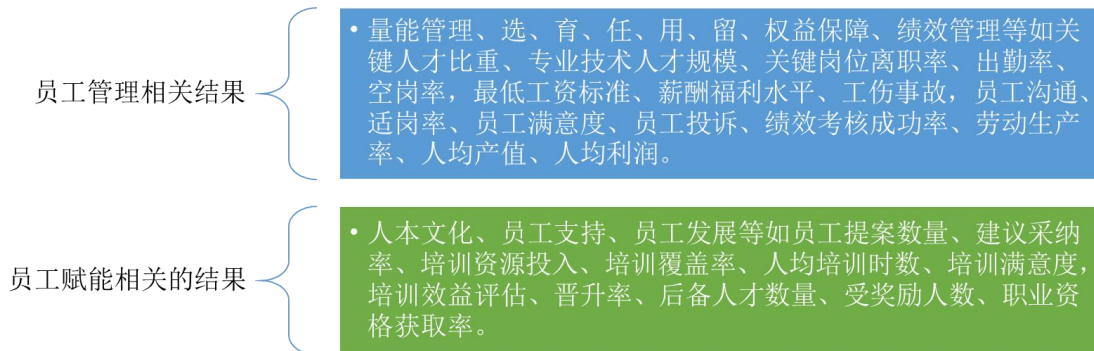 员工管理相关结果
•量能管理、选、育、任、用、留、权益保障、绩效管理等如关
键人才比重、专业技术人才规模、关键岗位离职率、出勤率、
空岗率，最低工资标准、薪酬福利水平、工伤事故，员工沟通、
适岗率、员工满意度、员工投诉、绩效考核成功率、劳动生产
率、人均产值、人均利润。
员工赋能相关的结果
•人本文化、员工支持、员工发展等如员工提案数量、建议采纳
率、培训资源投入、培训覆盖率、人均培训时数、培训满意度，
培训效益评估、晋升率、后备人才数量、受奖励人数、职业资
格获取率。